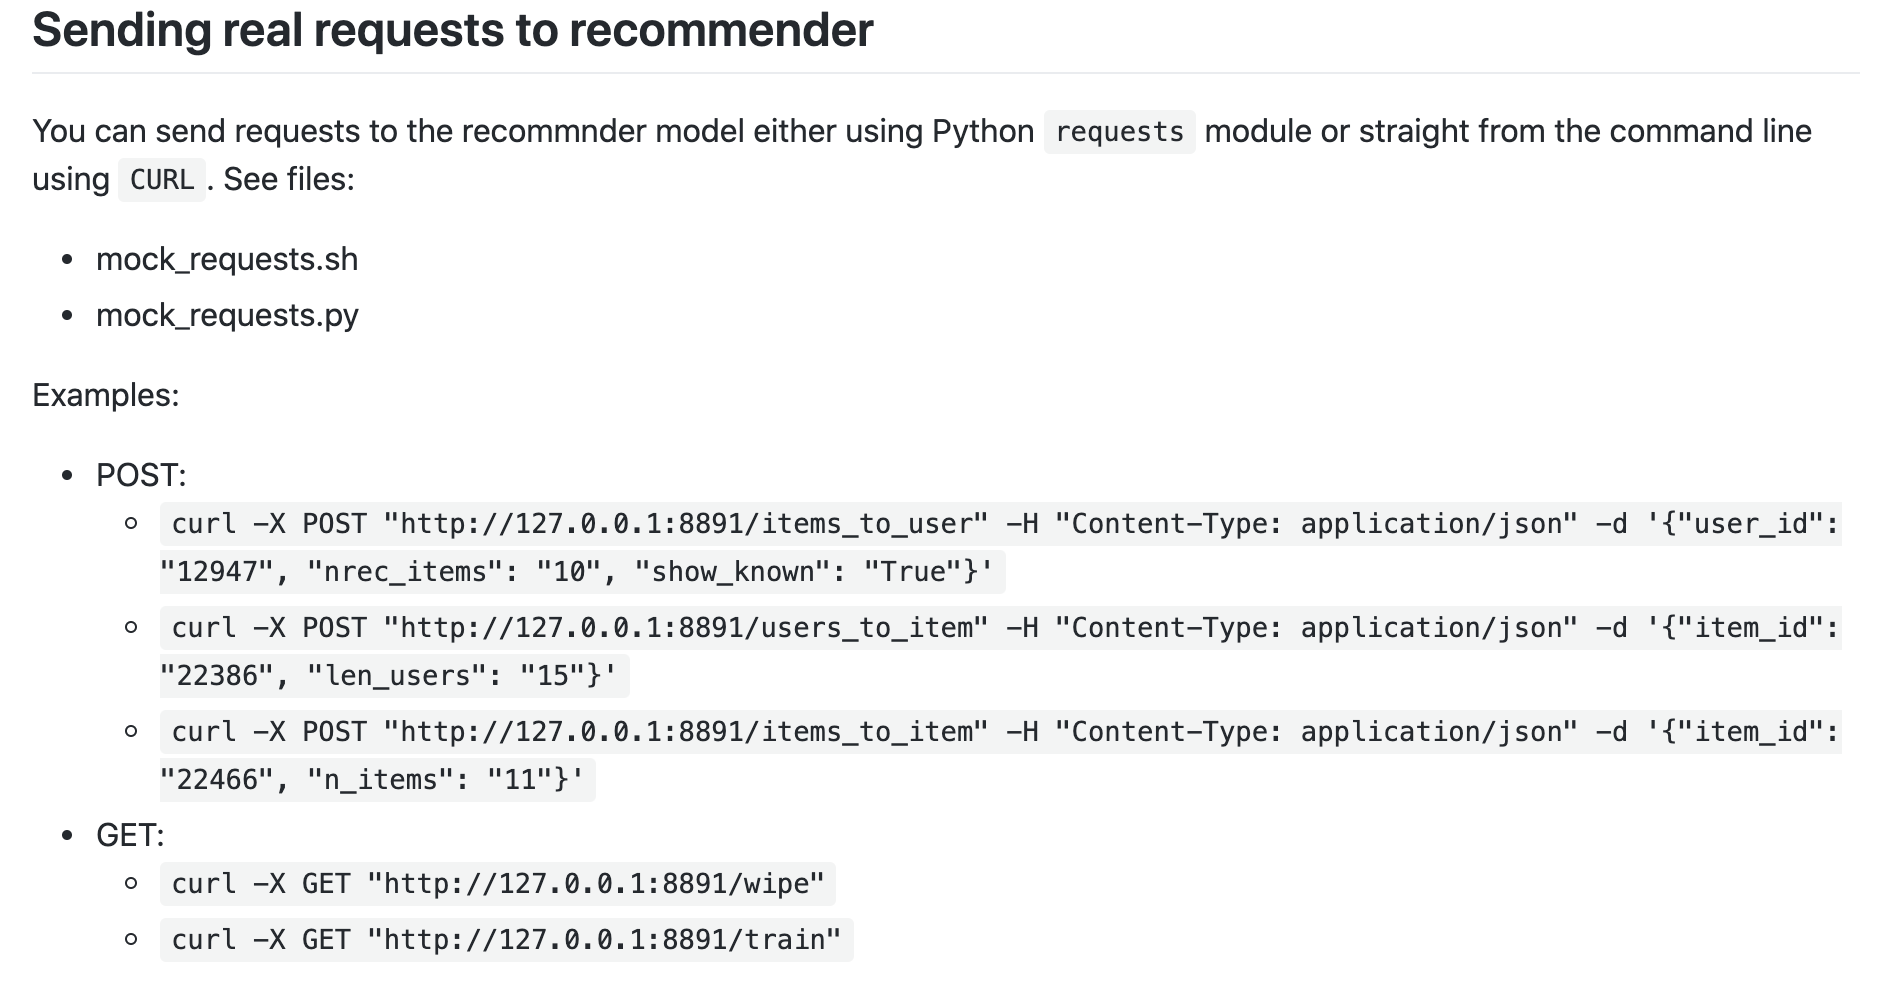 Sending real requests to recommender
You can send requests to the recommnder model either using Python requests module or straight from the command line
using CURL. See files:
• mock_requests.sh
• mock_requests.py
Examples:
• POST:
◦ curl -X POST "http://127.0.0.1:8891/items_to_user" -H "Content-Type: application/json" -d '{"user_id":
"12947", "nrec_items": "10", "show_known": "True"}'
◦ curl -X POST "http://127.0.0.1:8891/users_to_item" -H "Content-Type: application/json" -d '{"item_id":
"22386", "len_users": "15"}'
◦ curl -X POST "http://127.0.0.1:8891/items_to_item" -H "Content-Type: application/json" -d '{"item_id":
"22466", "n_items": "11"}'
• GET:
◦ curl -X GET "http://127.0.0.1:8891/wipe"
◦ curl -X GET "http://127.0.0.1:8891/train"